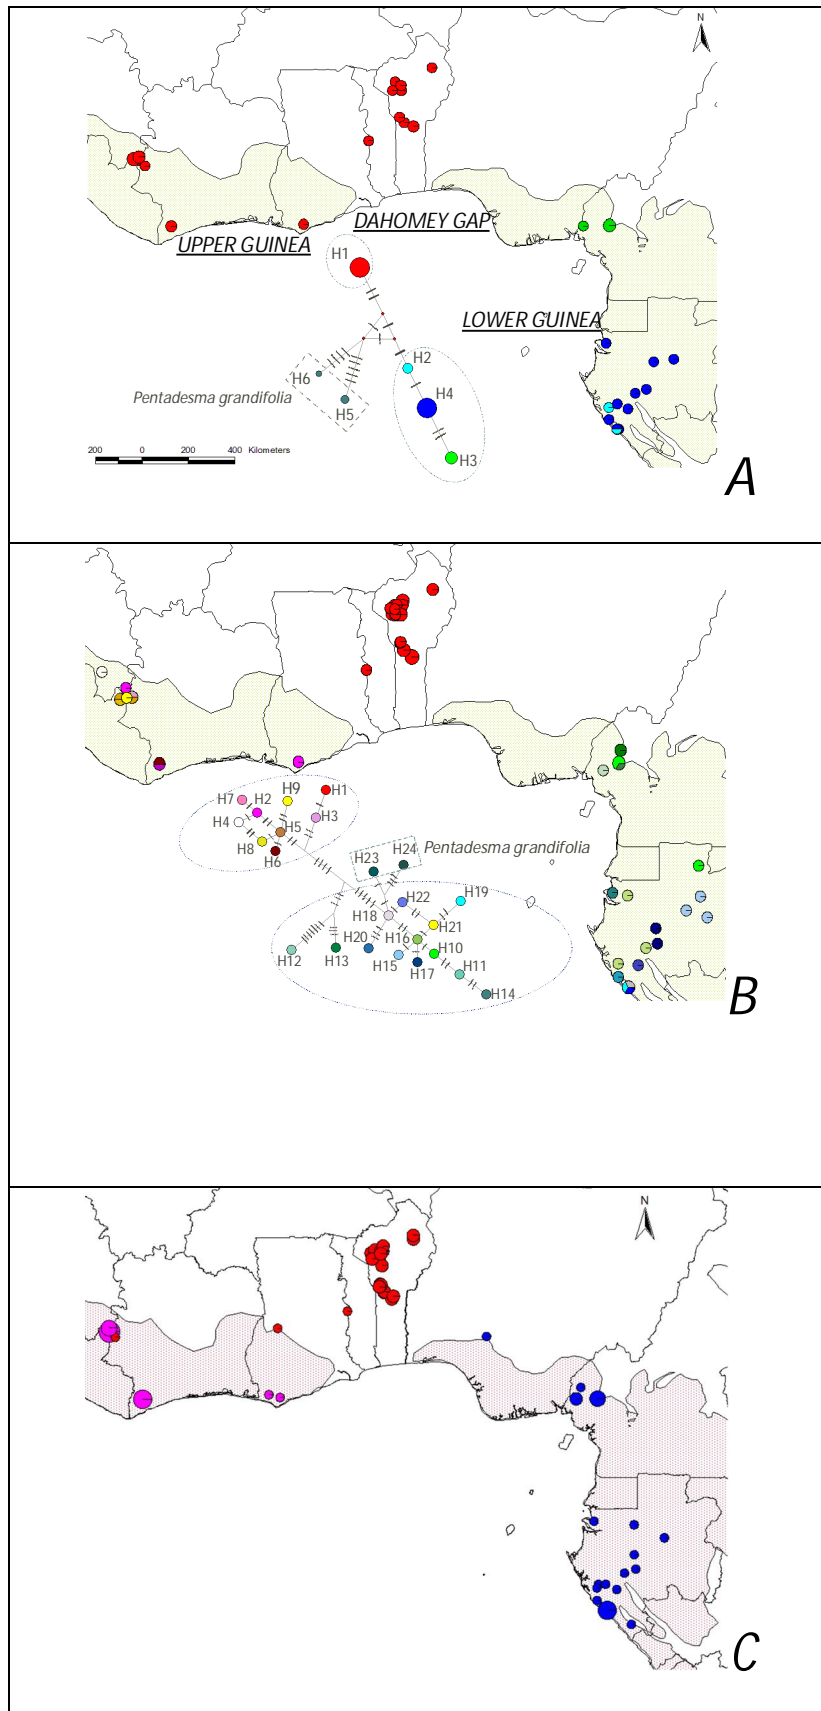 N
DAHOMEY GAP
UPPER GUINEA
H1
LOWER GUINEA
H2
H6
H4
Pentadesma grandifolia
H5
200 0 200 400 Kilometers
H3
A
H9 H1
H7 H2
H4 H5 H3
H8
H6
Pentadesma grandifolia
H23 H24
H22 H19
H18
H21
H20 H16 H10
H12 H13 H15 H17 H11
H14
B
N
C